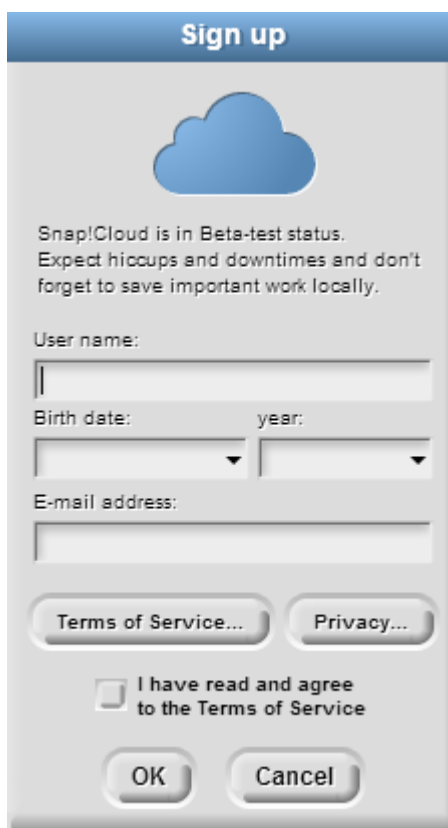 Sign up
Snap!Cloud is in Beta-test status.
Expect hiccups and downtimes and don't
forget to save important work locally.
User name:
Birth date: year:
E-mail address:
Terms of Service... Privacy...
I have read and agree
to the Terms of Service
OK Cancel